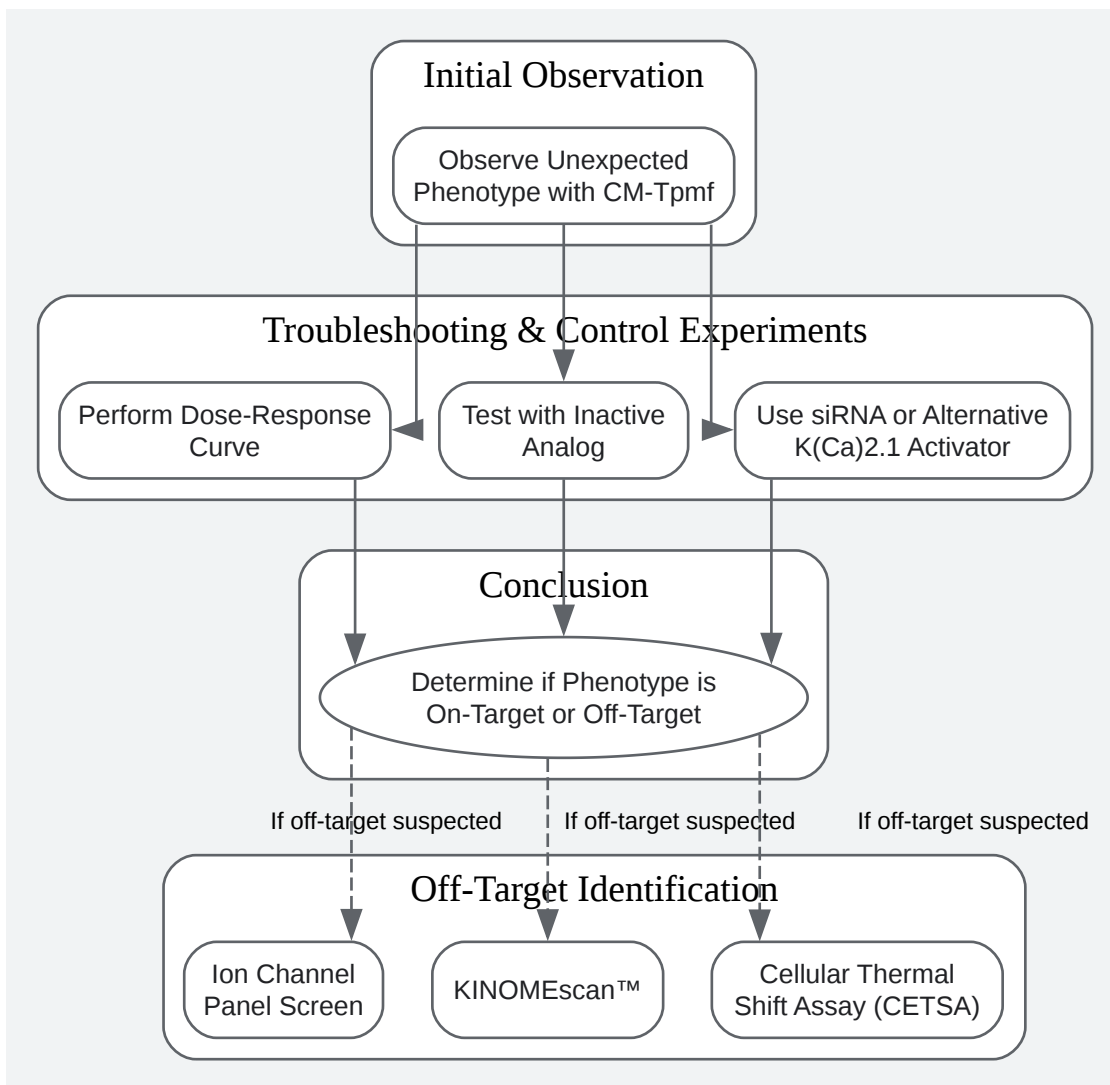 Initial Observation
Observe Unexpected
Phenotype with CM-Tpmf
Troubleshooting & Control Experiments
Perform Dose-Response
Curve
Test with Inactive
Analog
Use siRNA or Alternative
K(Ca)2.1 Activator
Conclusion
Determine if Phenotype is
On-Target or Off-Target
If off-target suspected
If off-target suspected
If off-target suspected
Off-Target Identification
Ion Channel
Panel Screen
KINOMEscan™
Cellular Thermal
Shift Assay (CETSA)